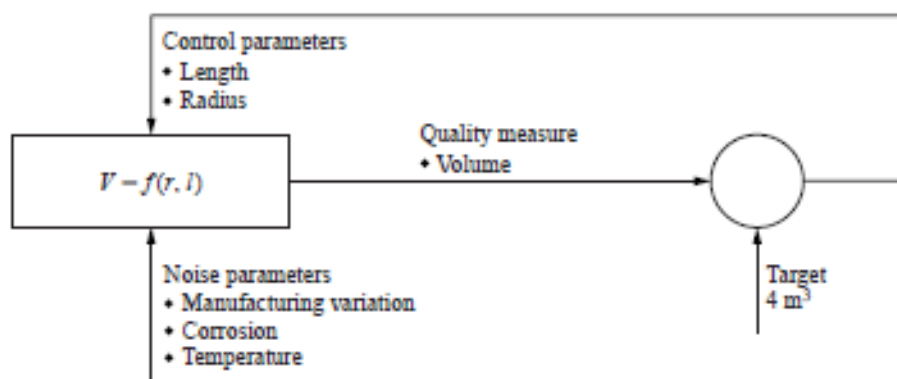 Control parameters
• Length
• Radius
Quality measure
• Volume
V = f(r, l)
Noise parameters
• Manufacturing variation
• Corrosion
• Temperature
Target
4 m³